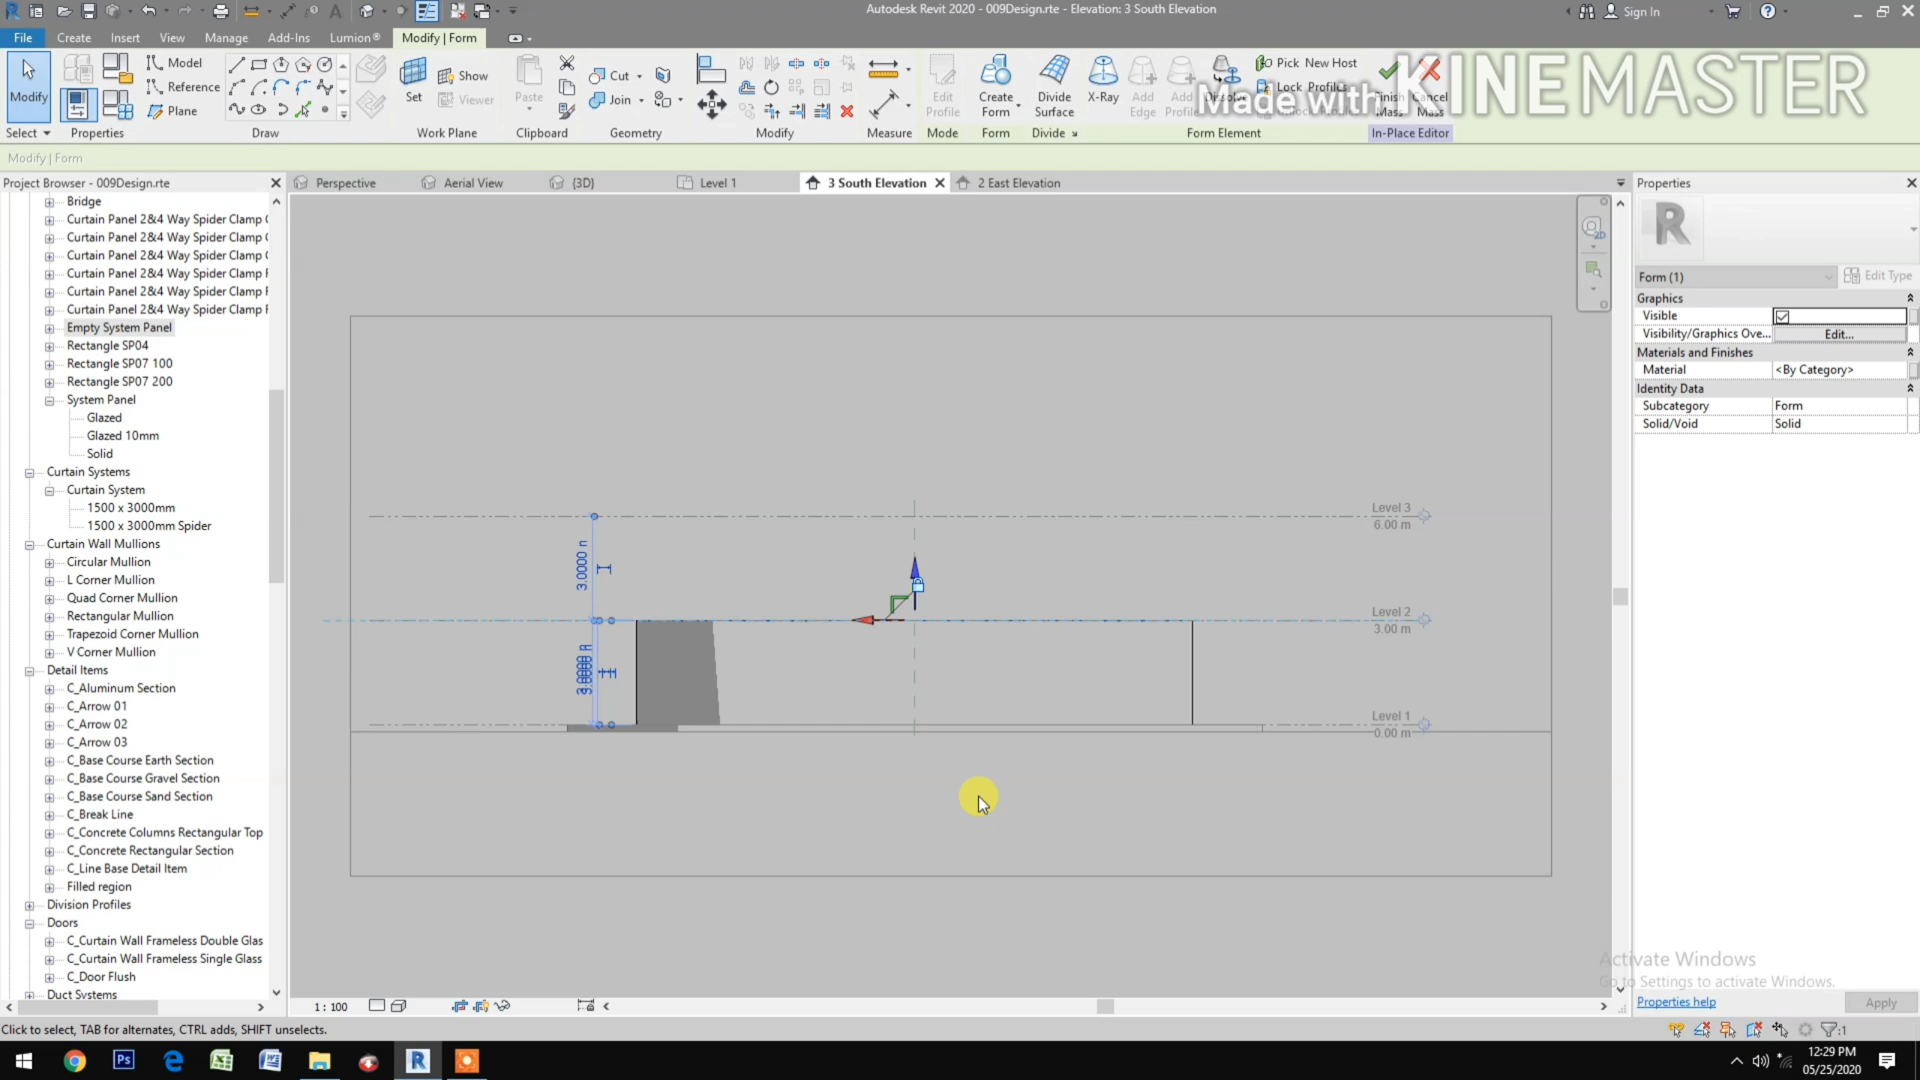 Autodesk Revit 2020 - 009Design.rte - Elevation: 3 South Elevation
Sign In
File Create Insert View Manage Add-Ins Lumion® Modify | Form
Model Show Cut Pick New Host
Reference Viewer Join Lock Profiles
Plane
Modify Set Paste Edit Profile Create Form Divide Surface X-Ray Add Edge Add Dissolve Finish Mass Cancel Mass
Made with KINEMASTER
Select Properties Draw Work Plane Clipboard Geometry Modify Measure Mode Form Divide Form Element In-Place Editor
Modify | Form
Project Browser - 009Design.rte
Perspective Aerial View {3D} Level 1 3 South Elevation 2 East Elevation
Properties
Bridge
Curtain Panel 2&4 Way Spider Clamp
Curtain Panel 2&4 Way Spider Clamp
Curtain Panel 2&4 Way Spider Clamp
Curtain Panel 2&4 Way Spider Clamp F
Curtain Panel 2&4 Way Spider Clamp F
Curtain Panel 2&4 Way Spider Clamp F
Empty System Panel
Rectangle SP04
Rectangle SP07 100
Rectangle SP07 200
System Panel
Glazed
Glazed 10mm
Solid
Curtain Systems
Curtain System
1500 x 3000mm
1500 x 3000mm Spider
Curtain Wall Mullions
Circular Mullion
L Corner Mullion
Quad Corner Mullion
Rectangular Mullion
Trapezoid Corner Mullion
V Corner Mullion
Detail Items
C_Aluminum Section
C_Arrow 01
C_Arrow 02
C_Arrow 03
C_Base Course Earth Section
C_Base Course Gravel Section
C_Base Course Sand Section
C_Break Line
C_Concrete Columns Rectangular Top
C_Concrete Rectangular Section
C_Line Base Detail Item
Filled region
Division Profiles
Doors
C_Curtain Wall Frameless Double Glas
C_Curtain Wall Frameless Single Glass
C_Door Flush
Duct Systems
Level 3
6.00 m
3.0000
Level 2
3.00 m
Level 1
0.00 m
Form (1) Edit Type
Graphics
Visible
Visibility/Graphics Ove... Edit...
Materials and Finishes
Material <By Category>
Identity Data
Subcategory Form
Solid/Void Solid
Activate Windows
Go to Settings to activate Windows.
Properties help Apply
1 : 100
Click to select, TAB for alternates, CTRL adds, SHIFT unselects.
:1
12:29 PM
05/25/2020